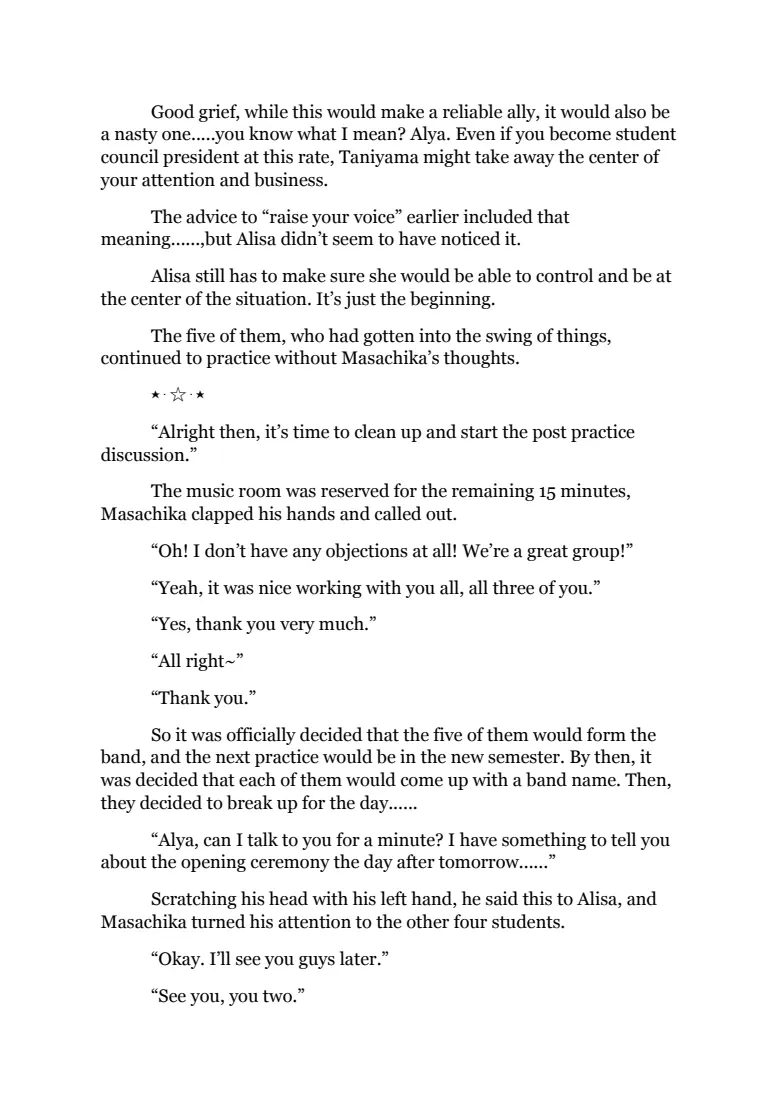 Good grief, while this would make a reliable ally, it would also be
a nasty one.....you know what I mean? Alya. Even if you become student
council president at this rate, Taniyama might take away the center of
your attention and business.
The advice to “raise your voice” earlier included that
meaning......,but Alisa didn’t seem to have noticed it.
Alisa still has to make sure she would be able to control and be at
the center of the situation. It’s just the beginning.
The five of them, who had gotten into the swing of things,
continued to practice without Masachika’s thoughts.
⋆·☆·⋆
“Alright then, it’s time to clean up and start the post practice
discussion.”
The music room was reserved for the remaining 15 minutes,
Masachika clapped his hands and called out.
“Oh! I don’t have any objections at all! We’re a great group!”
“Yeah, it was nice working with you all, all three of you.”
“Yes, thank you very much.”
“All right~”
“Thank you.”
So it was officially decided that the five of them would form the
band, and the next practice would be in the new semester. By then, it
was decided that each of them would come up with a band name. Then,
they decided to break up for the day......
“Alya, can I talk to you for a minute? I have something to tell you
about the opening ceremony the day after tomorrow......”
Scratching his head with his left hand, he said this to Alisa, and
Masachika turned his attention to the other four students.
“Okay. I’ll see you guys later.”
“See you, you two.”